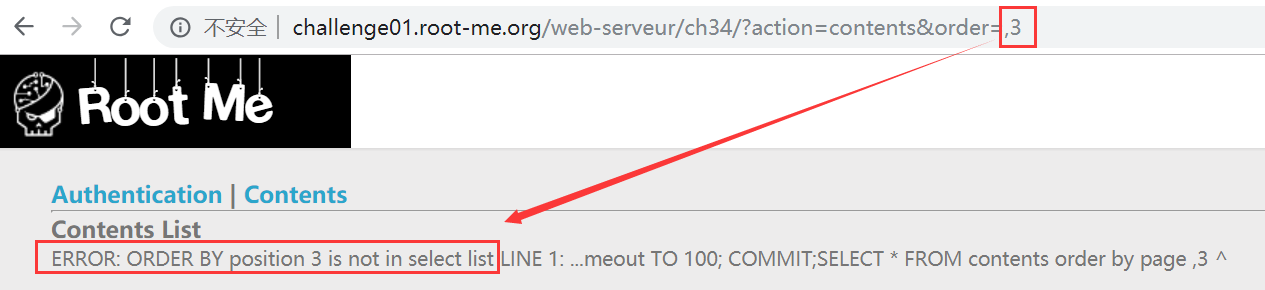 不安全 | challenge01.root-me.org/web-serveur/ch34/?action=contents&order=,3
Root Me
Authentication | Contents
Contents List
ERROR: ORDER BY position 3 is not in select list LINE 1: ...meout TO 100; COMMIT;SELECT * FROM contents order by page ,3 ^